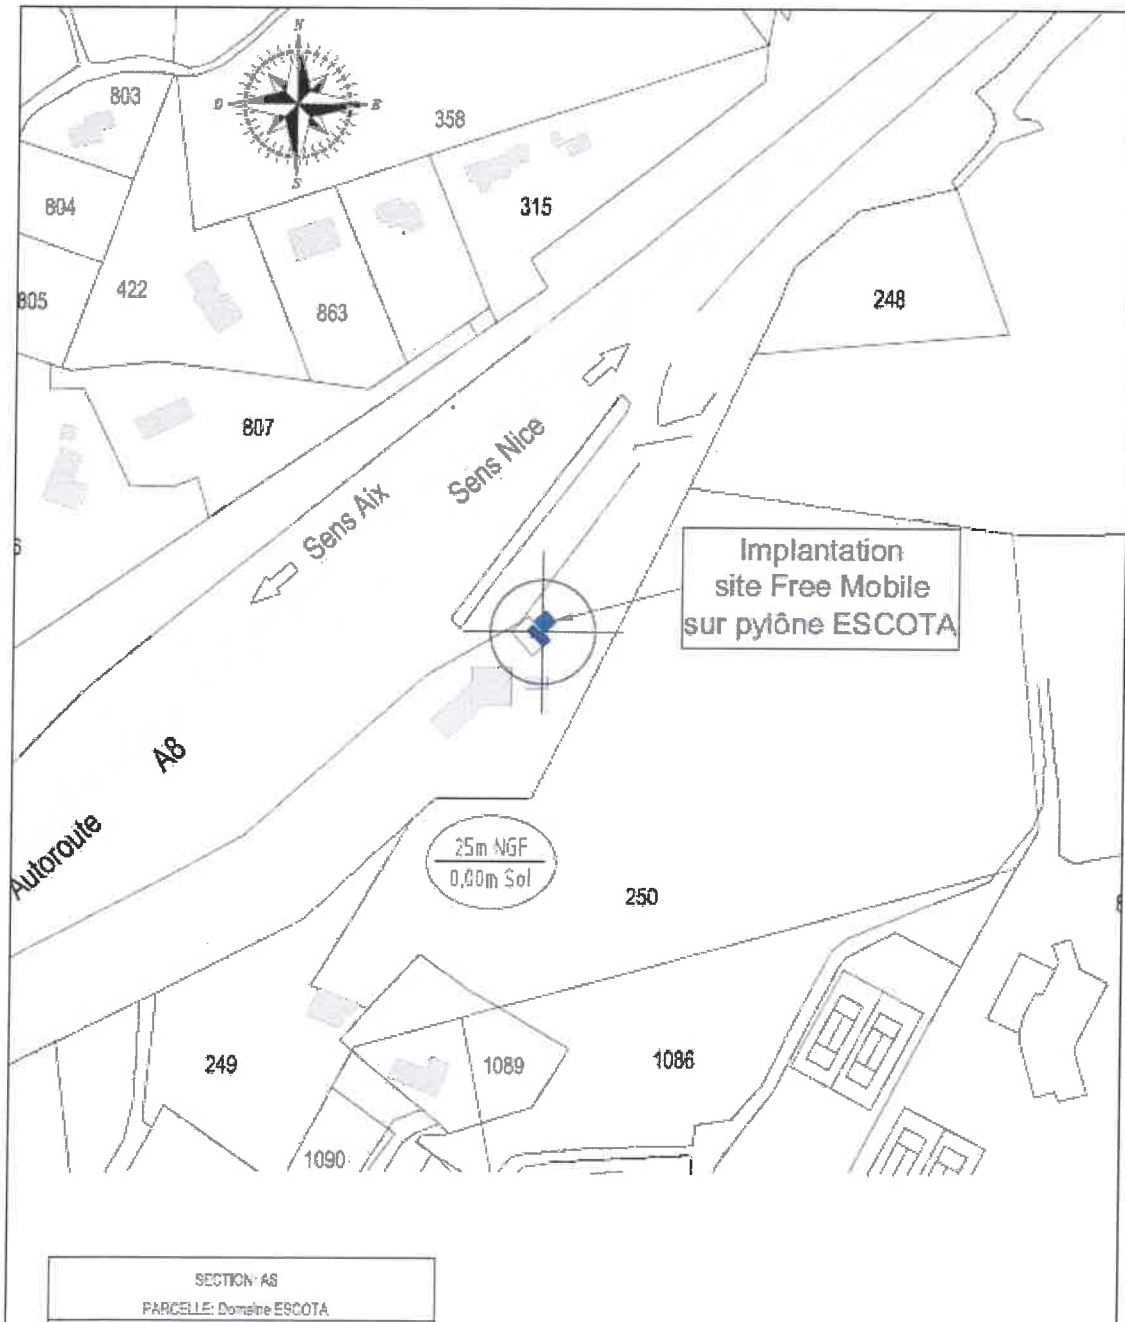 N
803
O
E
358
S
804
315
805
422
863
248
807
Sens Nice
Sens Aix
Implantation
site Free Mobile
sur pylône ESCOTA
A8
Autoroute
25m NGF
0,00m Sol
250
249
1089
1086
1090
SECTION: AS
PARCELLE: Domaine ESCOTA